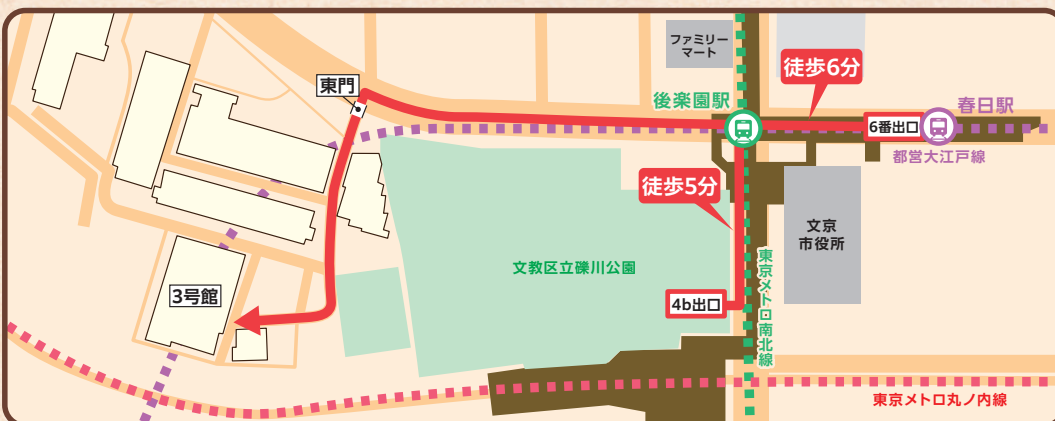 ファミリー
マート
徒歩6分
東門
後楽園駅
春日駅
6番出口
都営大江戸線
徒歩5分
文京
市役所
文教区立礫川公園
東京メトロ南北線
3号館
4b出口
東京メトロ丸ノ内線